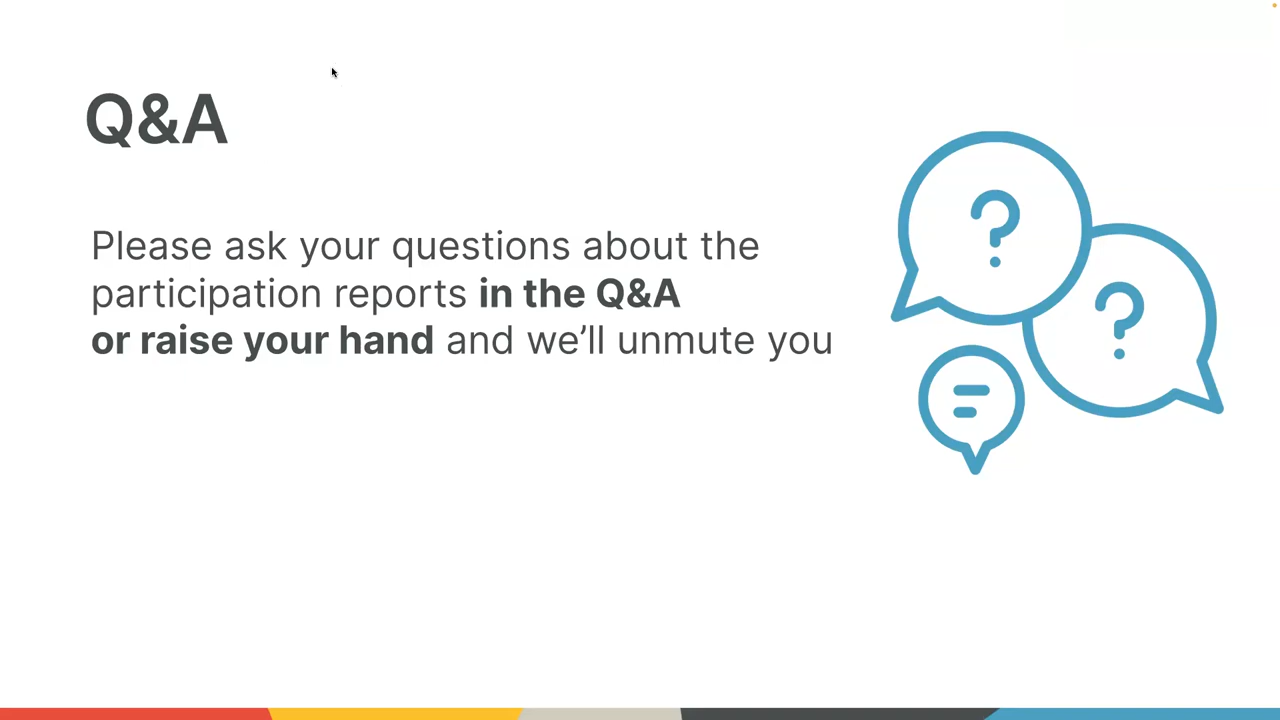 Q&A
Please ask your questions about the
participation reports in the Q&A
or raise your hand and we’ll unmute you